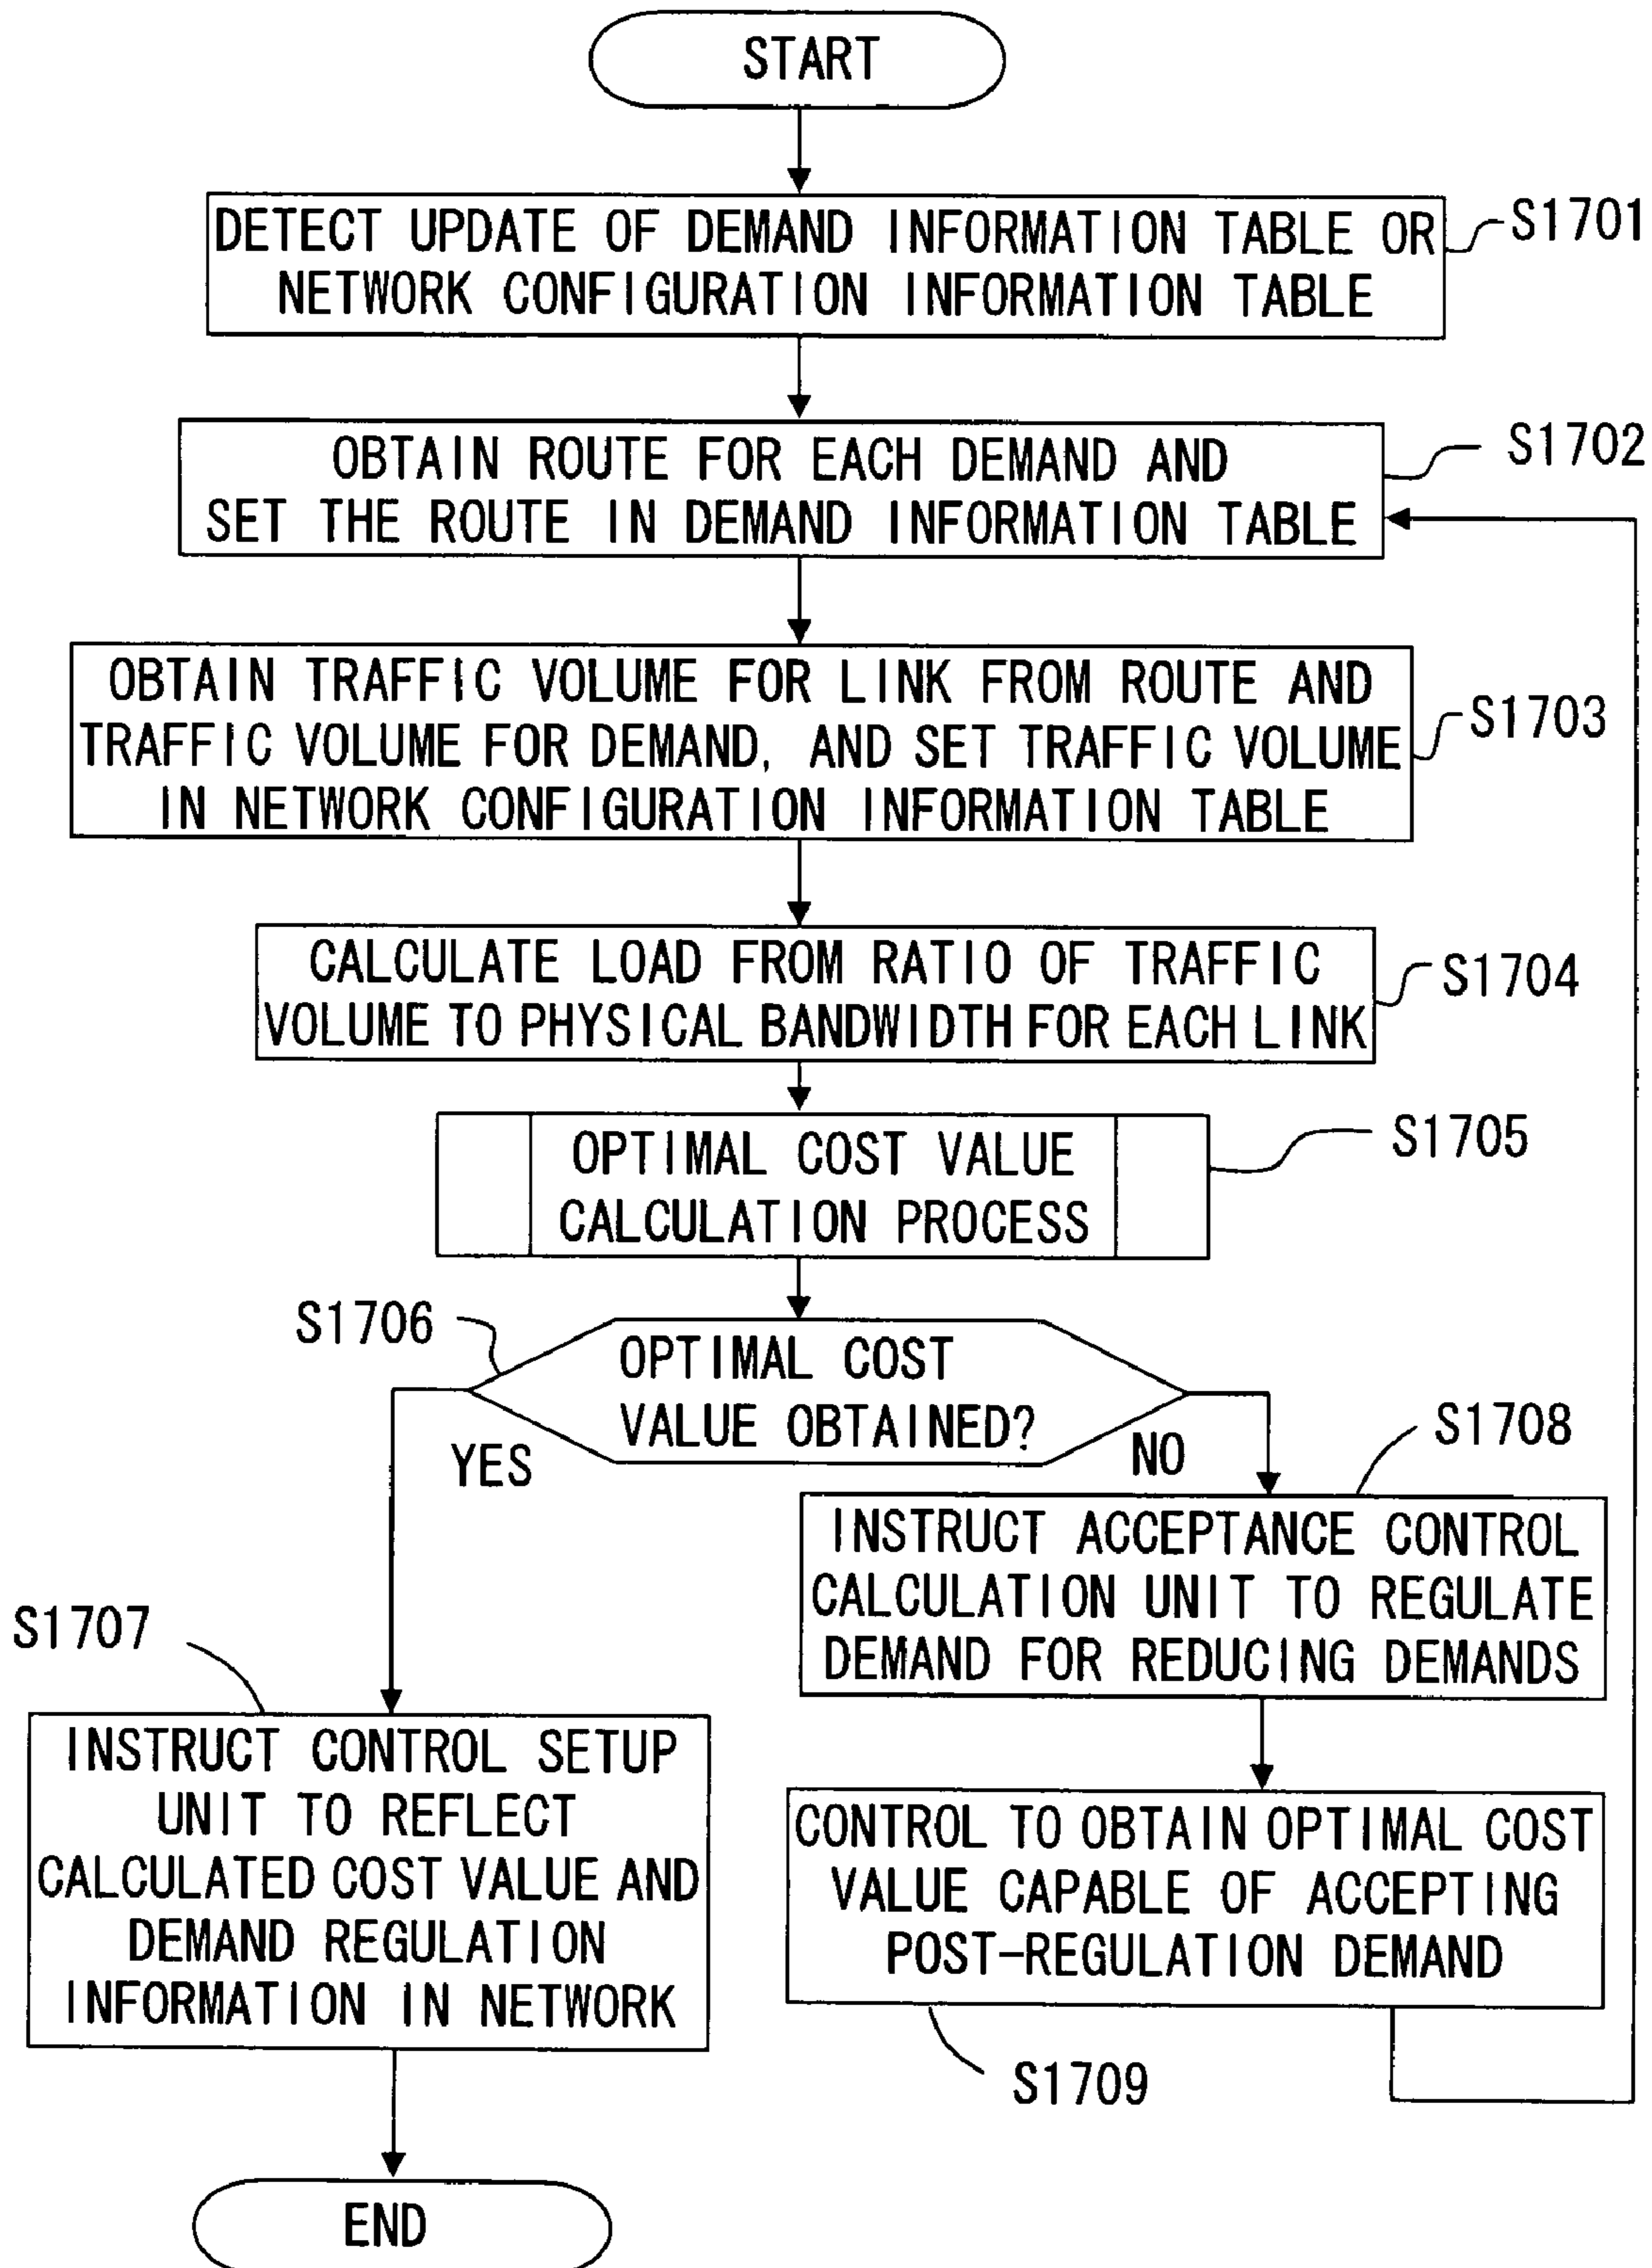 START
DETECT UPDATE OF DEMAND INFORMATION TABLE OR
NETWORK CONFIGURATION INFORMATION TABLE
S1701
OBTAIN ROUTE FOR EACH DEMAND AND
SET THE ROUTE IN DEMAND INFORMATION TABLE
S1702
OBTAIN TRAFFIC VOLUME FOR LINK FROM ROUTE AND
TRAFFIC VOLUME FOR DEMAND, AND SET TRAFFIC VOLUME
IN NETWORK CONFIGURATION INFORMATION TABLE
S1703
CALCULATE LOAD FROM RATIO OF TRAFFIC
VOLUME TO PHYSICAL BANDWIDTH FOR EACH LINK
S1704
OPTIMAL COST VALUE
CALCULATION PROCESS
S1705
S1706
OPTIMAL COST
VALUE OBTAINED?
YES
NO
S1708
INSTRUCT ACCEPTANCE CONTROL
CALCULATION UNIT TO REGULATE
DEMAND FOR REDUCING DEMANDS
S1707
INSTRUCT CONTROL SETUP
UNIT TO REFLECT
CALCULATED COST VALUE AND
DEMAND REGULATION
INFORMATION IN NETWORK
CONTROL TO OBTAIN OPTIMAL COST
VALUE CAPABLE OF ACCEPTING
POST-REGULATION DEMAND
S1709
END